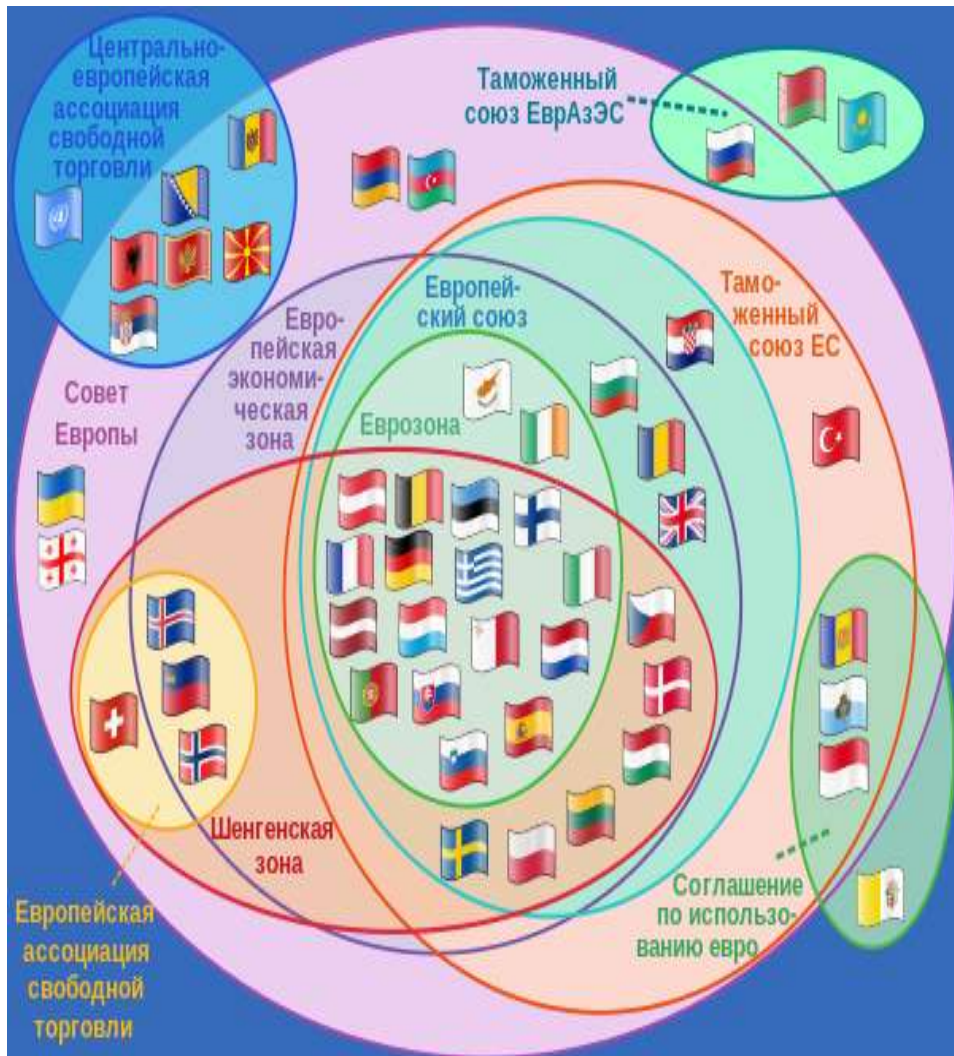 Центрально-
европейская
ассоциация
свободной
торговли
Таможенный
союз ЕврАзЭС
Европей-
ский союз
Тамо-
женный
союз ЕС
Евро-
пейская
экономи-
ческая
зона
Еврозона
Совет
Европы
Шенгенская
зона
Соглашение
по использо-
ванию евро
Европейская
ассоциация
свободной
торговли